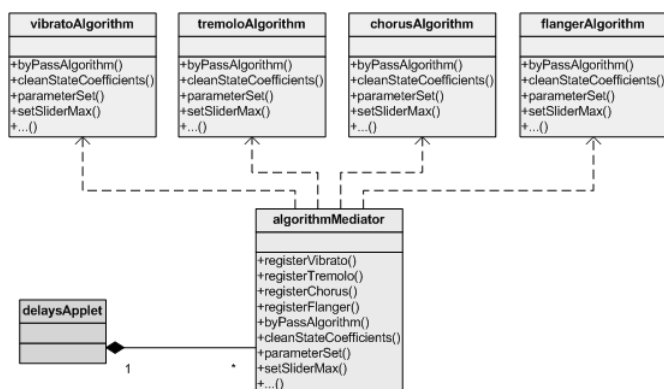 vibratoAlgorithm
+byPassAlgorithm()
+cleanStateCoefficients()
+parameterSet()
+setSliderMax()
+...()
tremoloAlgorithm
+byPassAlgorithm()
+cleanStateCoefficients()
+parameterSet()
+setSliderMax()
+...()
chorusAlgorithm
+byPassAlgorithm()
+cleanStateCoefficients()
+parameterSet()
+setSliderMax()
+...()
flangerAlgorithm
+byPassAlgorithm()
+cleanStateCoefficients()
+parameterSet()
+setSliderMax()
+...()
algorithmMediator
+registerVibrato()
+registerTremolo()
+registerChorus()
+registerFlanger()
+byPassAlgorithm()
+cleanStateCoefficients()
+parameterSet()
+setSliderMax()
+...()
delaysApplet
1
*